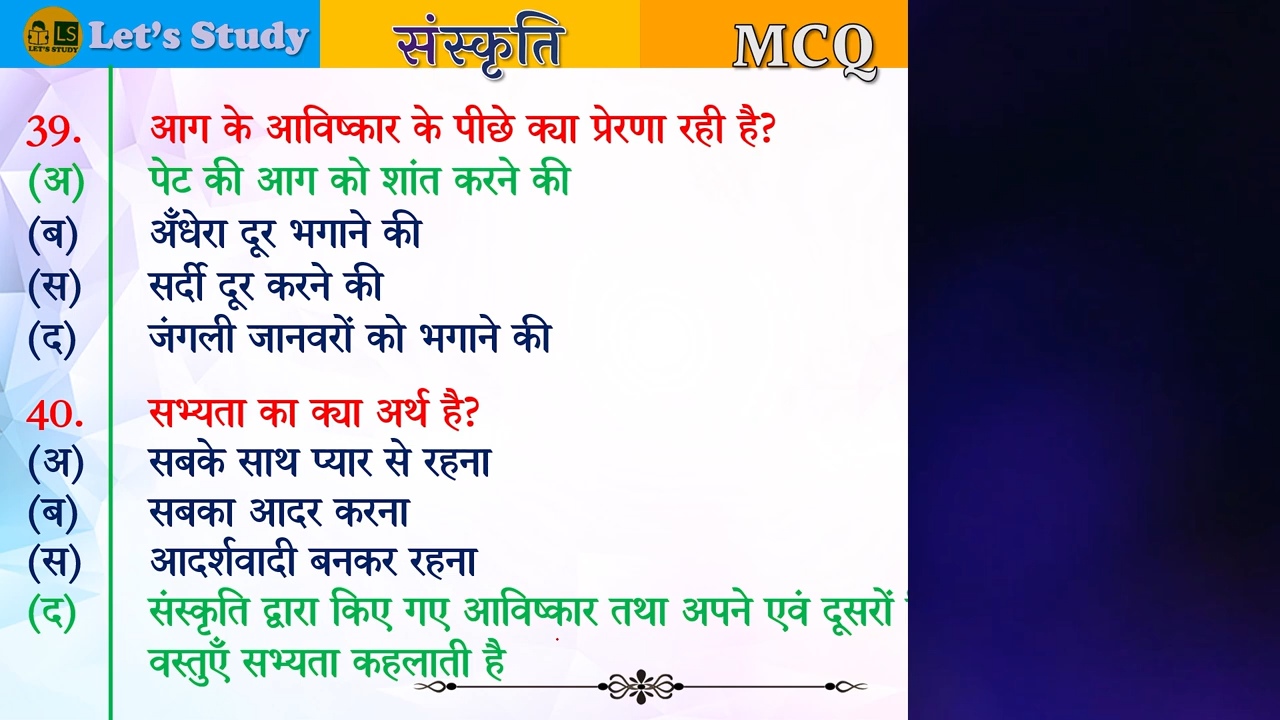 LS
LET'S STUDY
Let's Study
संस्कृति
MCQ
39. आग के आविष्कार के पीछे क्या प्रेरणा रही है?
(अ) पेट की आग को शांत करने की
(ब) अँधेरा दूर भगाने की
(स) सर्दी दूर करने की
(द) जंगली जानवरों को भगाने की
40. सभ्यता का क्या अर्थ है?
(अ) सबके साथ प्यार से रहना
(ब) सबका आदर करना
(स) आदर्शवादी बनकर रहना
(द) संस्कृति द्वारा किए गए आविष्कार तथा अपने एवं दूसरों
वस्तुएँ सभ्यता कहलाती है